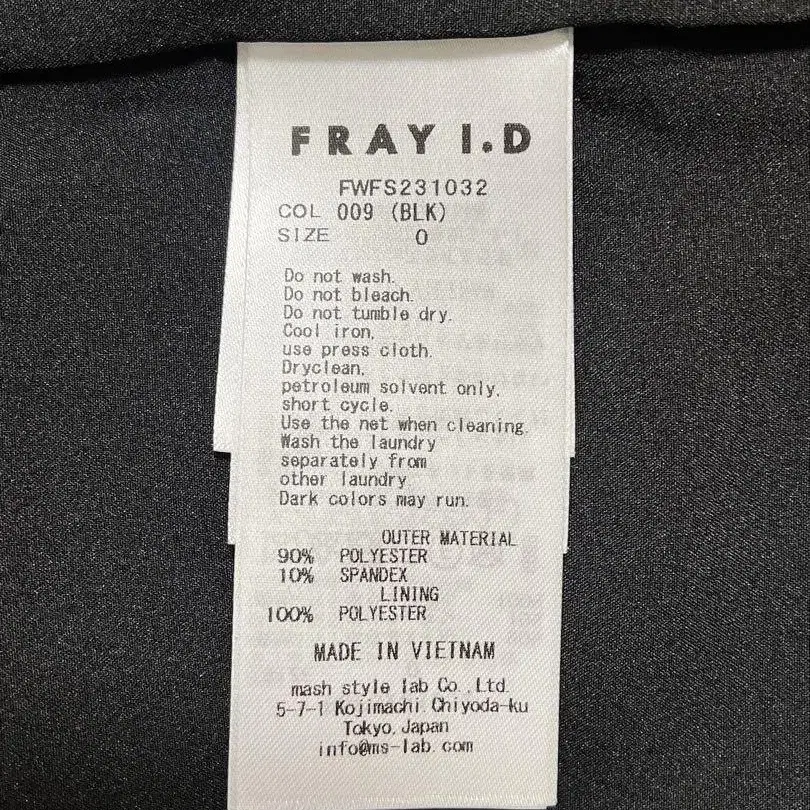 FRAY I.D
FWFS231032
COL 009 (BLK)
SIZE 0
Do not wash.
Do not bleach.
Do not tumble dry.
Cool iron,
use press cloth.
Dryclean,
petroleum solvent only,
short cycle.
Use the net when cleaning.
Wash the laundry
separately from
other laundry.
Dark colors may run.
OUTER MATERIAL
90% POLYESTER
10% SPANDEX
LINING
100% POLYESTER
MADE IN VIETNAM
mash style lab Co.,Ltd.
5-7-1 Kojimachi.Chiyoda-ku
Tokyo.Japan
info@ms-lab.com